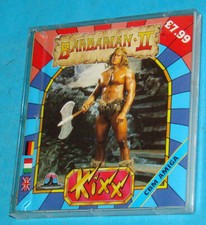 £7.99
BARBARIAN · II
Kixx
CBM AMIGA